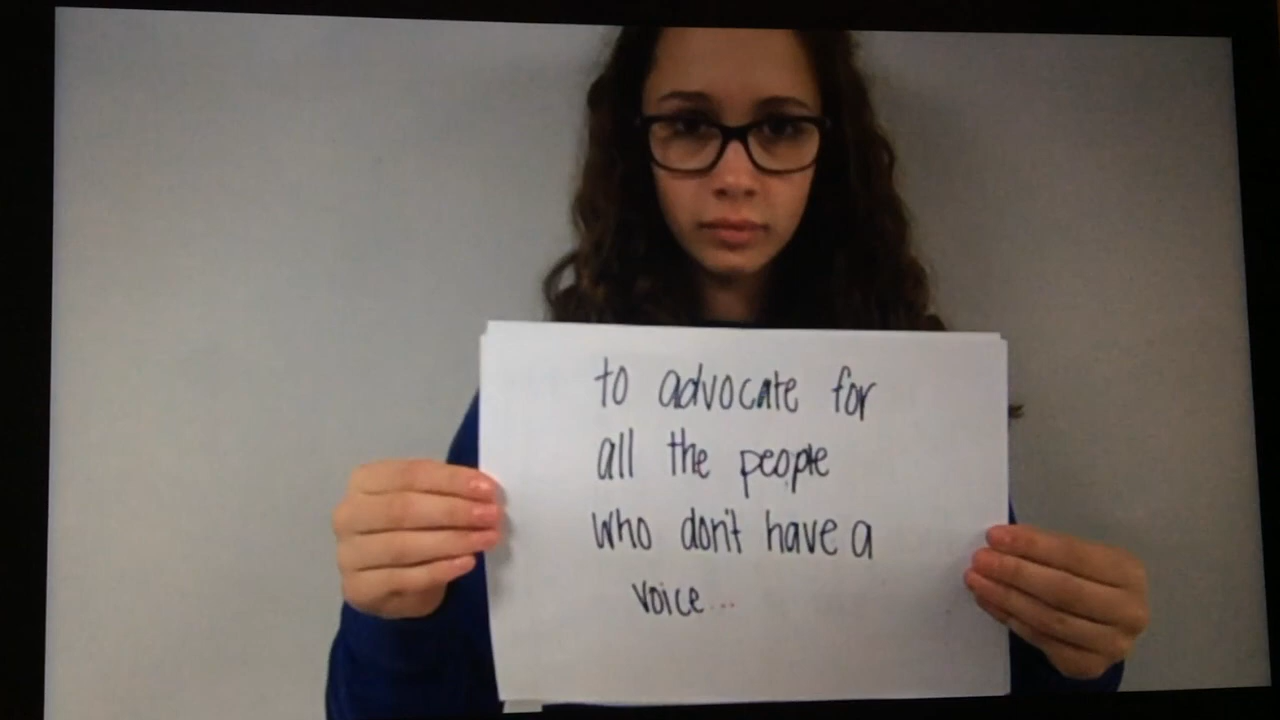 to advocate for
all the people
who don't have a
voice...